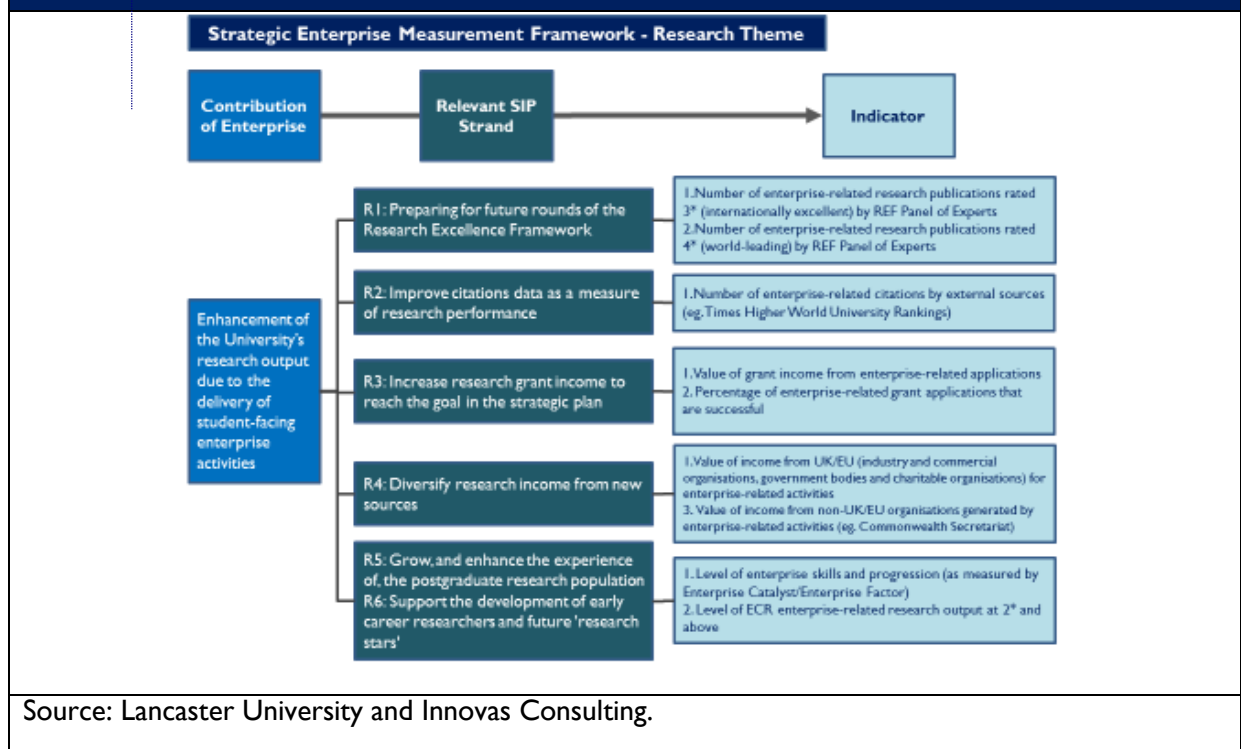 Strategic Enterprise Measurement Framework - Research Theme
Contribution
of Enterprise
Relevant SIP
Strand
Indicator
Enhancement of
the University's
research output
due to the
delivery of
student-facing
enterprise
activities
R1: Preparing for future rounds of the
Research Excellence Framework
1.Number of enterprise-related research publications rated
3* (internationally excellent) by REF Panel of Experts
2.Number of enterprise-related research publications rated
4* (world-leading) by REF Panel of Experts
R2: Improve citations data as a measure
of research performance
1.Number of enterprise-related citations by external sources
(eg.Times Higher World University Rankings)
R3: Increase research grant income to
reach the goal in the strategic plan
1.Value of grant income from enterprise-related applications
2. Percentage of enterprise-related grant applications that
are successful
R4: Diversify research income from new
sources
1.Value of income from UK/EU (industry and commercial
organisations, government bodies and charitable organisations) for
enterprise-related activities
3. Value of income from non-UK/EU organisations generated by
enterprise-related activities (eg. Commonwealth Secretariat)
R5: Grow, and enhance the experience
of, the postgraduate research population
R6: Support the development of early
career researchers and future 'research
stars'
1.Level of enterprise skills and progression (as measured by
Enterprise Catalyst/Enterprise Factor)
2.Level of ECR enterprise-related research output at 2* and
above
Source: Lancaster University and Innovas Consulting.